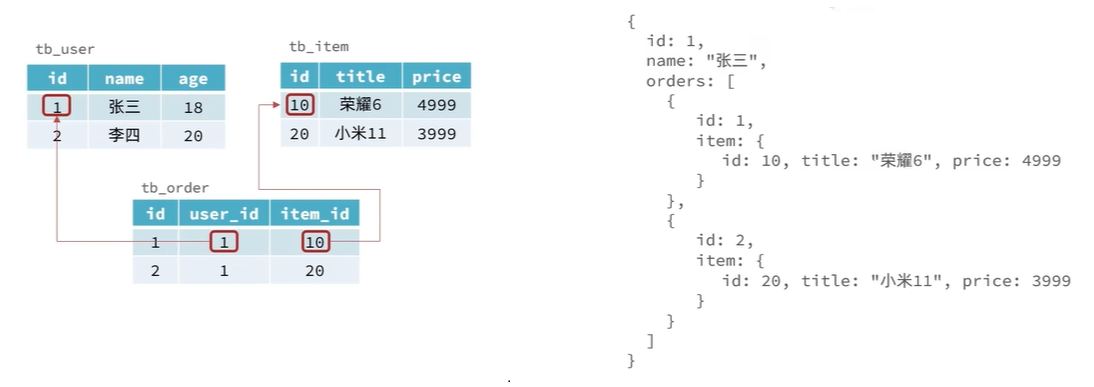 tb_user
id name age
1 张三 18
2 李四 20
tb_item
id title price
10 荣耀6 4999
20 小米11 3999
tb_order
id user_id item_id
1 1 10
2 1 20
{
id: 1,
name: "张三",
orders: [
{
id: 1,
item: {
id: 10, title: "荣耀6", price: 4999
}
},
{
id: 2,
item: {
id: 20, title: "小米11", price: 3999
}
}
]
}